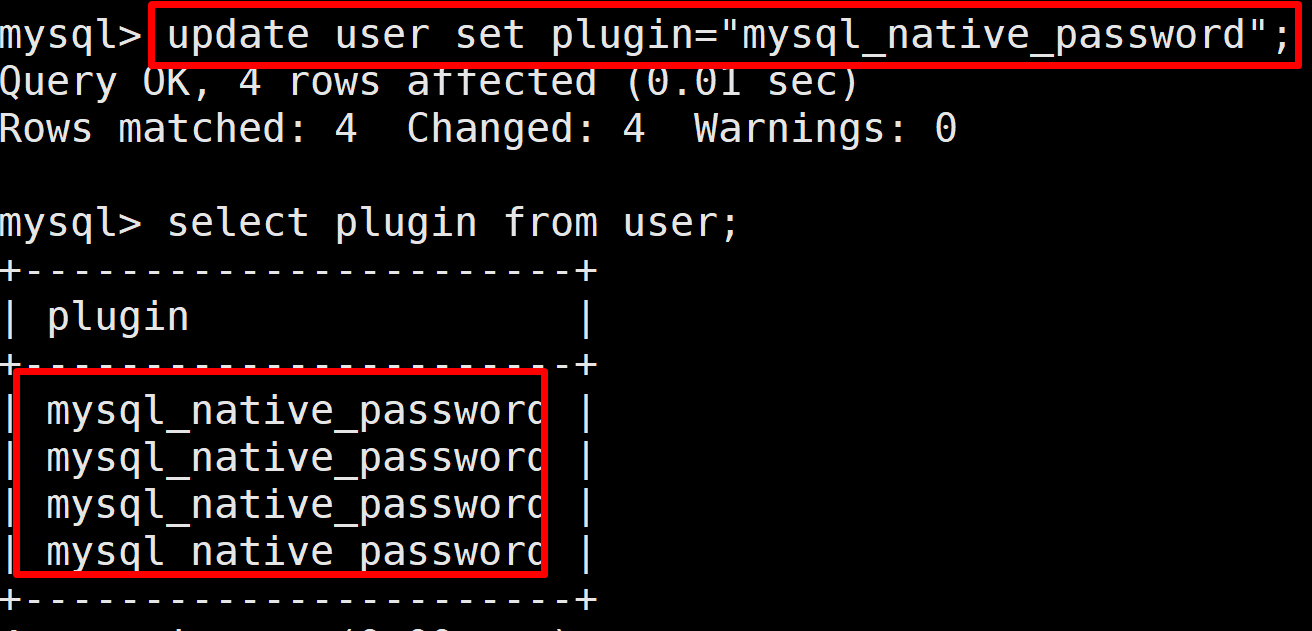 mysql> update user set plugin="mysql_native_password";
Query OK, 4 rows affected (0.01 sec)
Rows matched: 4  Changed: 4  Warnings: 0
mysql> select plugin from user;
+-----------------------+
| plugin                |
+-----------------------+
| mysql_native_password |
| mysql_native_password |
| mysql_native_password |
| mysql_native_password |
+-----------------------+